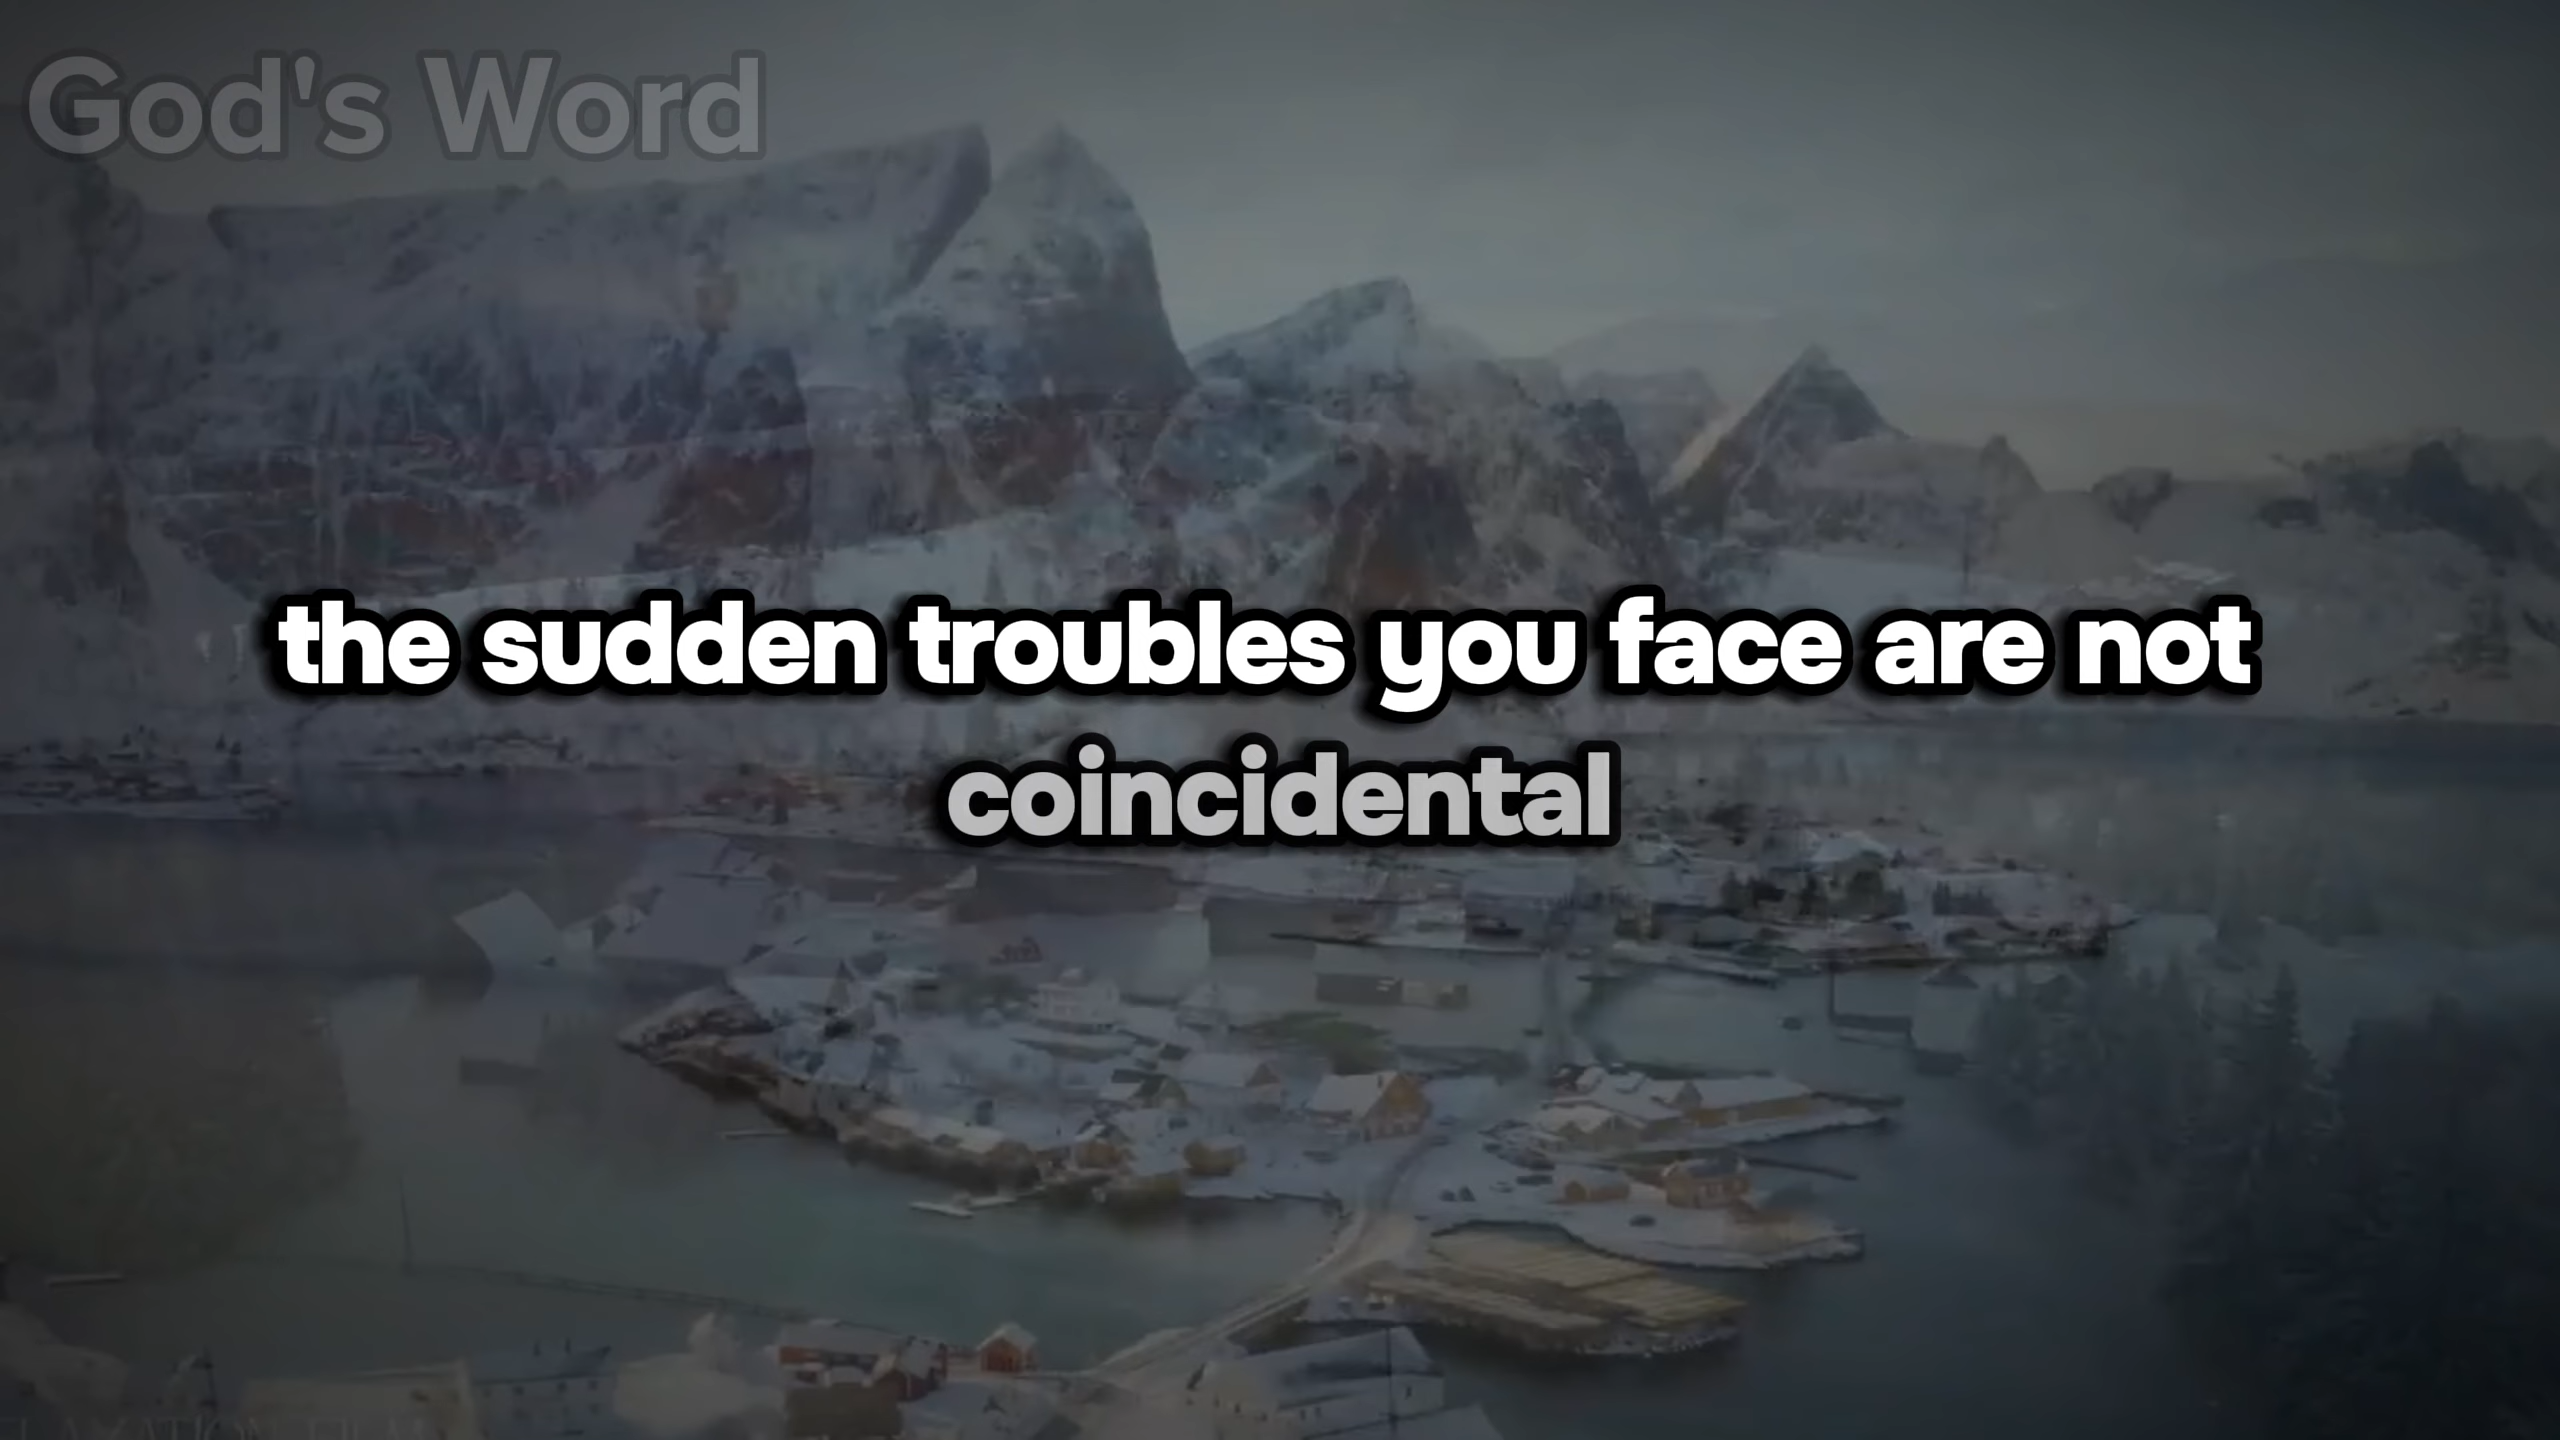 God's Word
the sudden troubles you face are not
coincidental